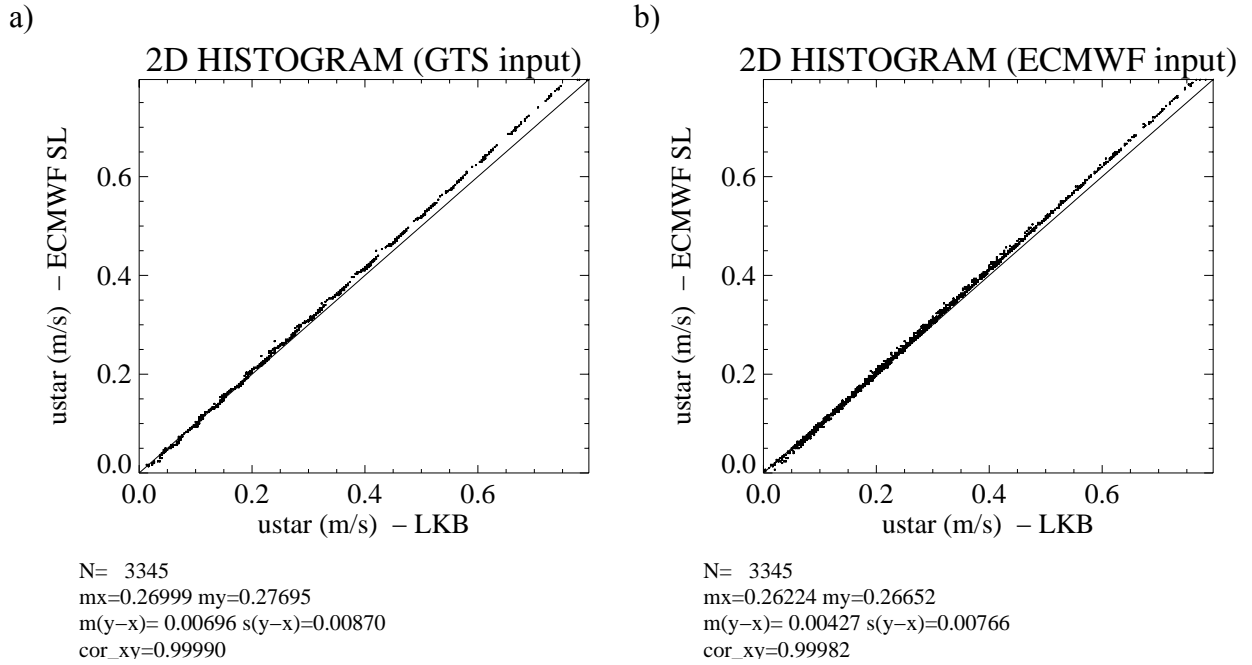 a)
2D HISTOGRAM (GTS input)
ustar (m/s) − ECMWF SL
0.6
0.4
0.2
0.0
0.0 0.2 0.4 0.6
ustar (m/s) − LKB
N= 3345
mx=0.26999 my=0.27695
m(y−x)= 0.00696 s(y−x)=0.00870
cor_xy=0.99990
b)
2D HISTOGRAM (ECMWF input)
ustar (m/s) − ECMWF SL
0.6
0.4
0.2
0.0
0.0 0.2 0.4 0.6
ustar (m/s) − LKB
N= 3345
mx=0.26224 my=0.26652
m(y−x)= 0.00427 s(y−x)=0.00766
cor_xy=0.99982